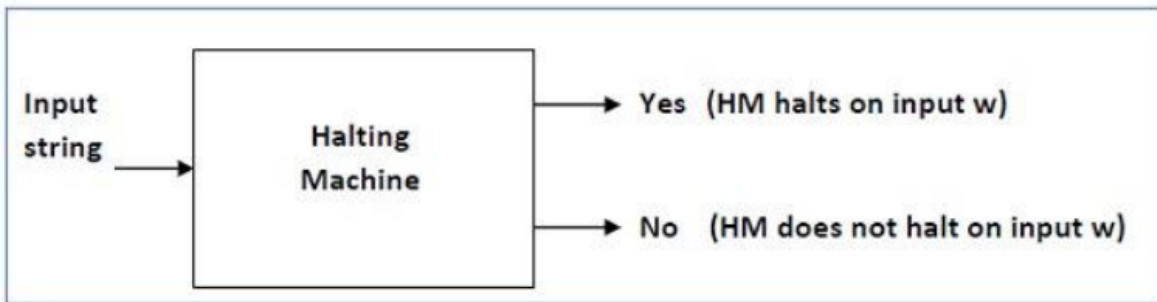 Input
string
Halting
Machine
Yes (HM halts on input w)
No (HM does not halt on input w)